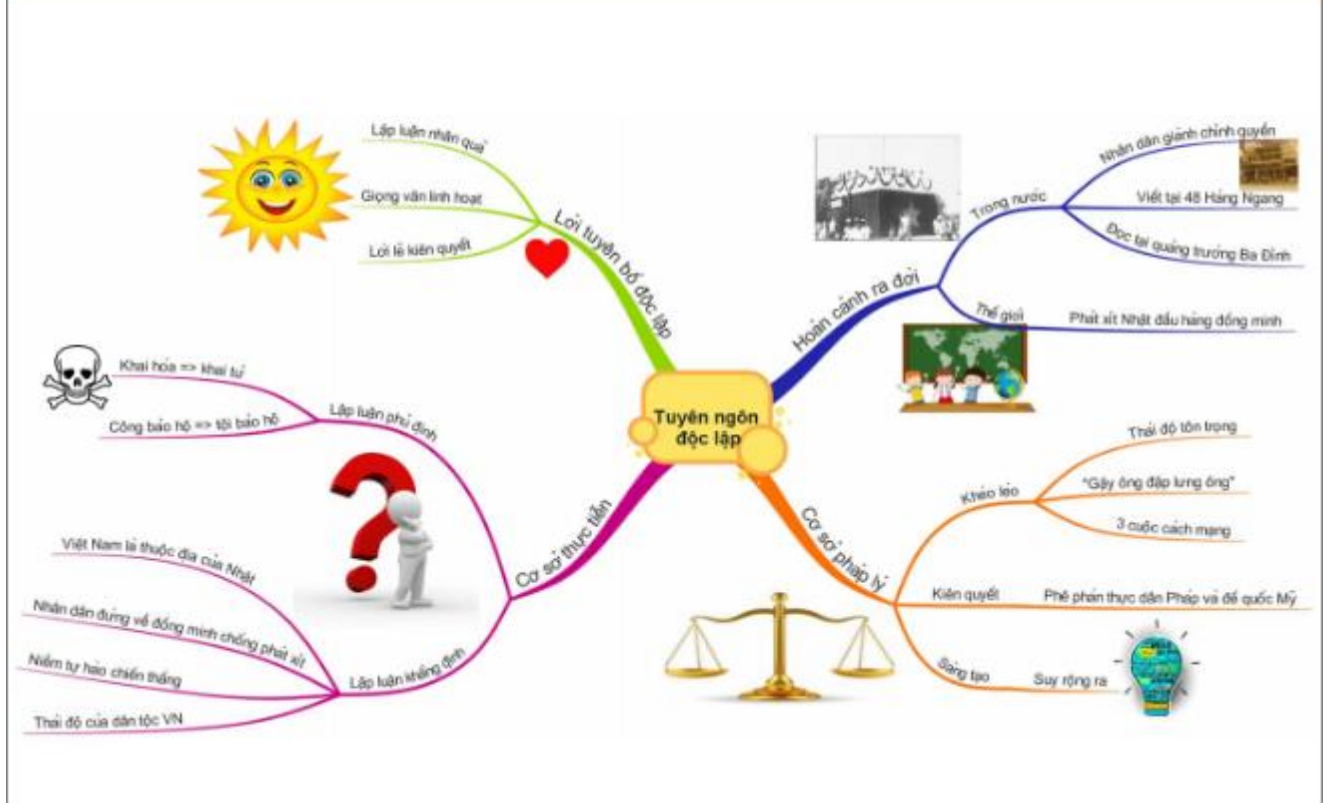 Tuyên ngôn
độc lập
Hoàn cảnh ra đời
Trong nước
Nhân dân giành chính quyền
Viết tại 48 Hàng Ngang
Đọc tại quảng trường Ba Đình
Thế giới
Phát xít Nhật đầu hàng đồng minh
Cơ sở pháp lý
Khéo léo
Thái độ tôn trọng
"Gậy ông đập lưng ông"
3 cuộc cách mạng
Kiên quyết
Phê phán thực dân Pháp và đế quốc Mỹ
Sáng tạo
Suy rộng ra
Cơ sở thực tiễn
Lập luận phủ định
Khai hóa => khai tử
Công bảo hộ => tội bảo hộ
Lập luận khẳng định
Việt Nam là thuộc địa của Nhật
Nhân dân đứng về đồng minh chống phát xít
Niềm tự hào chiến thắng
Thái độ của dân tộc VN
Lời tuyên bố độc lập
Lập luận nhân quả
Giọng văn linh hoạt
Lời lẽ kiên quyết